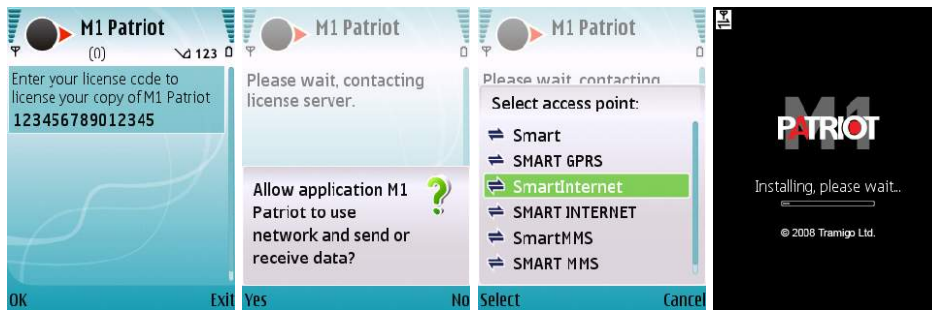 M1 Patriot
(0)
123
Enter your license code to
license your copy of M1 Patriot
123456789012345
OK Exit
M1 Patriot
Please wait, contacting
license server.
Allow application M1
Patriot to use
network and send or
receive data?
Yes No
M1 Patriot
Please wait, contacting
Select access point:
Smart
SMART GPRS
SmartInternet
SMART INTERNET
SmartMMS
SMART MMS
Select Cancel
M1
PATRIOT
Installing, please wait...
© 2008 Tramigo Ltd.